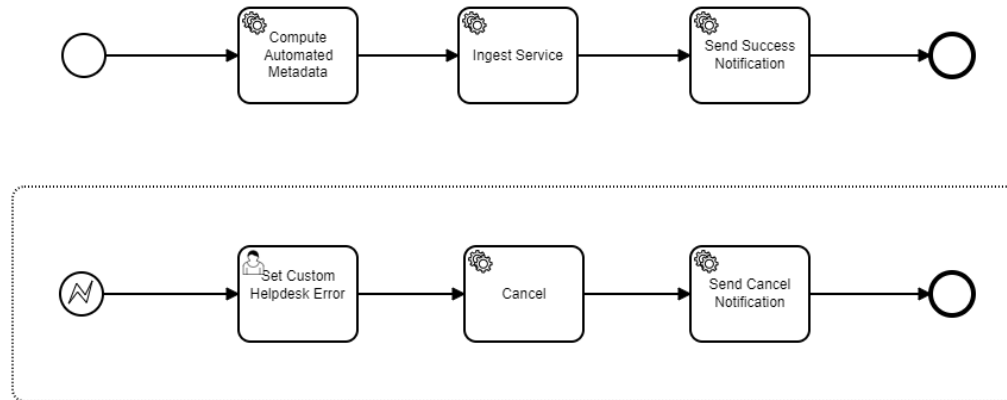 Compute
Automated
Metadata
Ingest Service
Send Success
Notification
Set Custom
Helpdesk Error
Cancel
Send Cancel
Notification